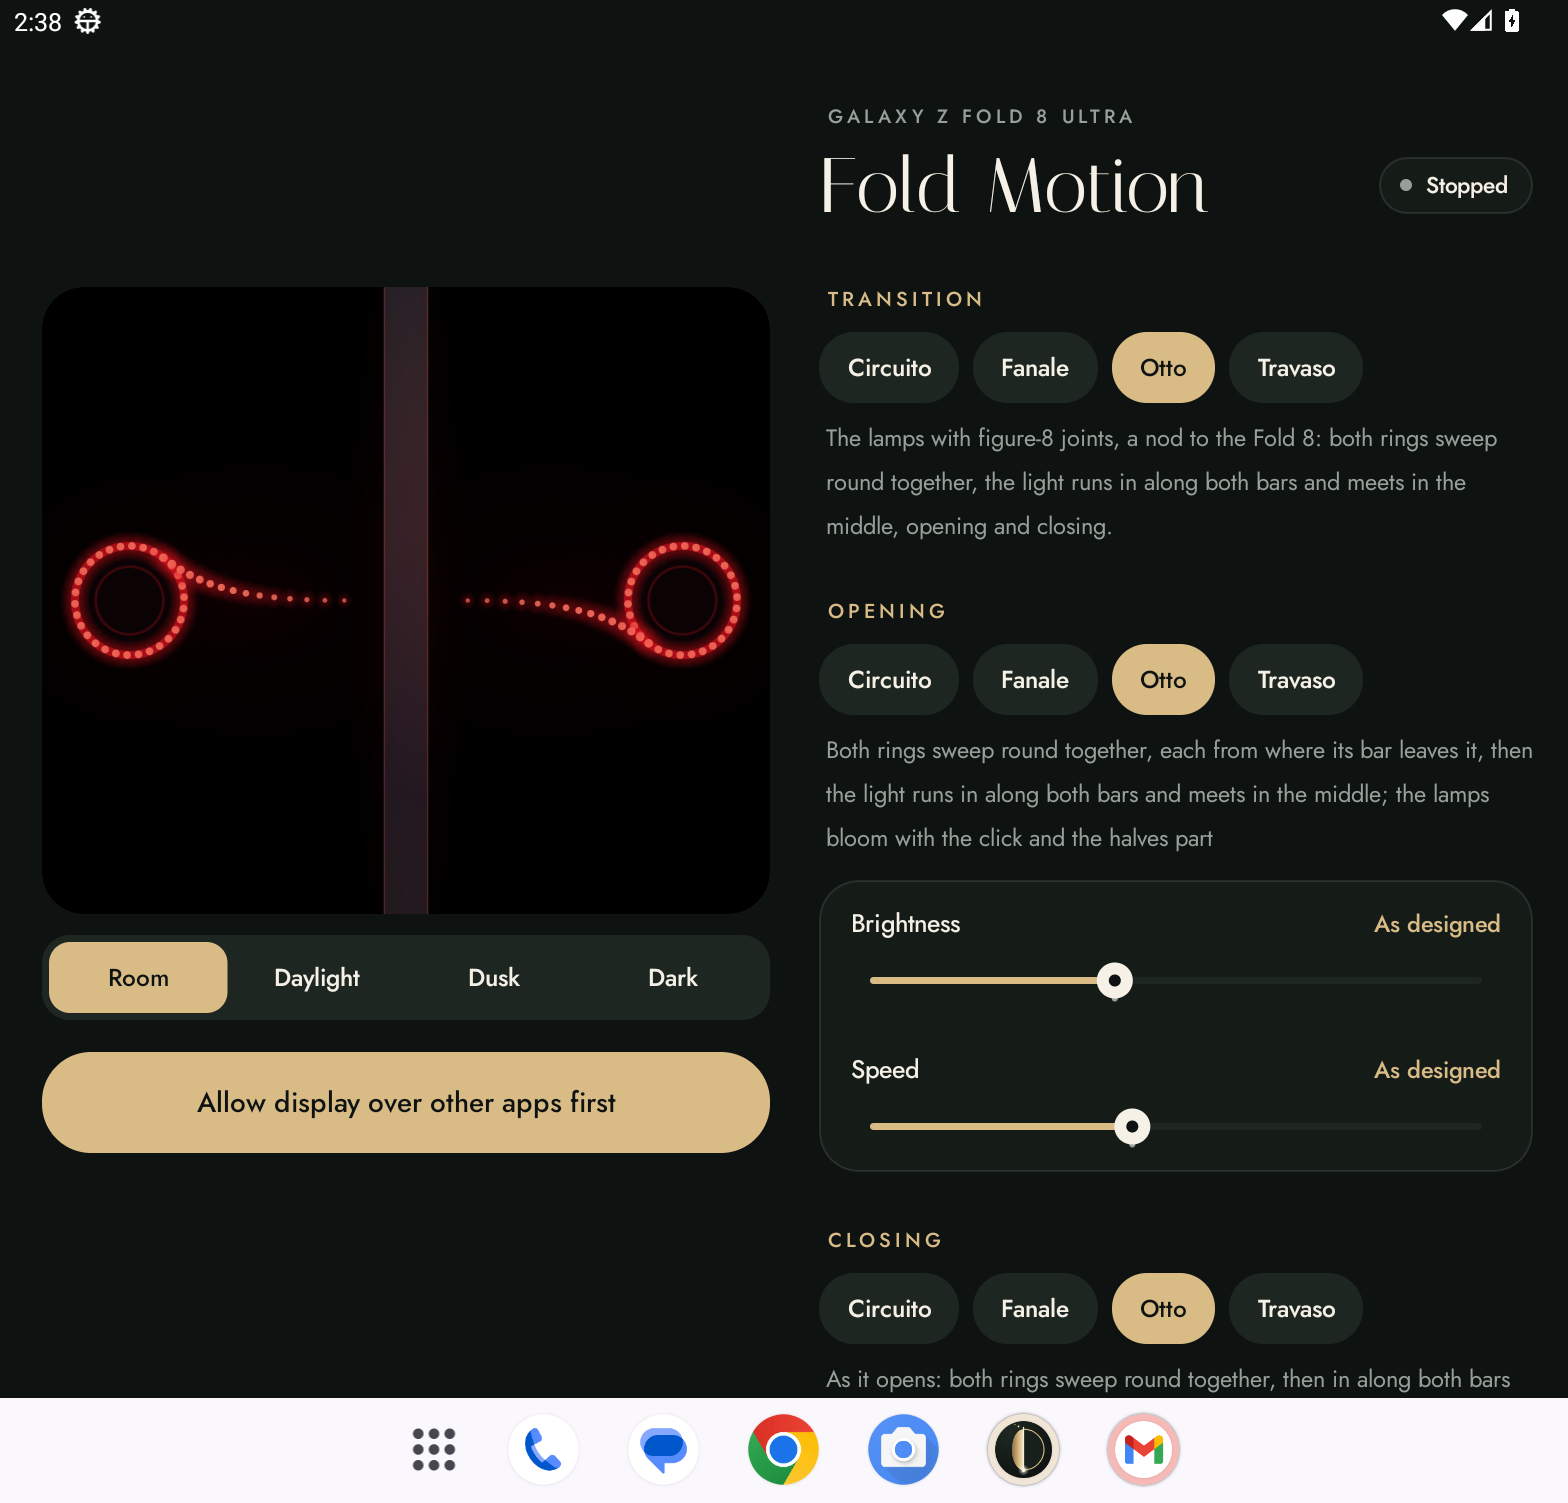 2:38
GALAXY Z FOLD 8 ULTRA
Fold Motion
Stopped
TRANSITION
Circuito Fanale Otto Travaso
The lamps with figure-8 joints, a nod to the Fold 8: both rings sweep
round together, the light runs in along both bars and meets in the
middle, opening and closing.
OPENING
Circuito Fanale Otto Travaso
Both rings sweep round together, each from where its bar leaves it, then
the light runs in along both bars and meets in the middle; the lamps
bloom with the click and the halves part
Brightness As designed
Speed As designed
CLOSING
Circuito Fanale Otto Travaso
As it opens: both rings sweep round together, then in along both bars
Room Daylight Dusk Dark
Allow display over other apps first